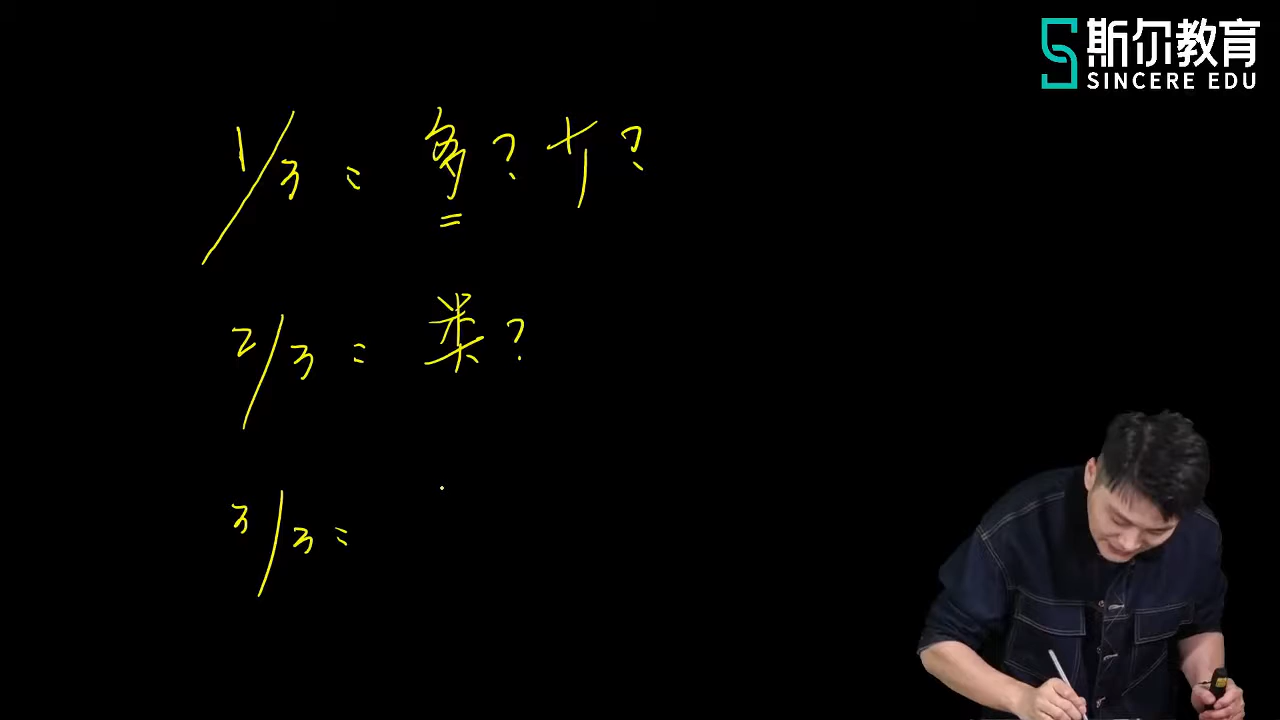 斯尔教育
SINCERE EDU
1/3 = 多? 少?
2/3 = 类?
3/3 =